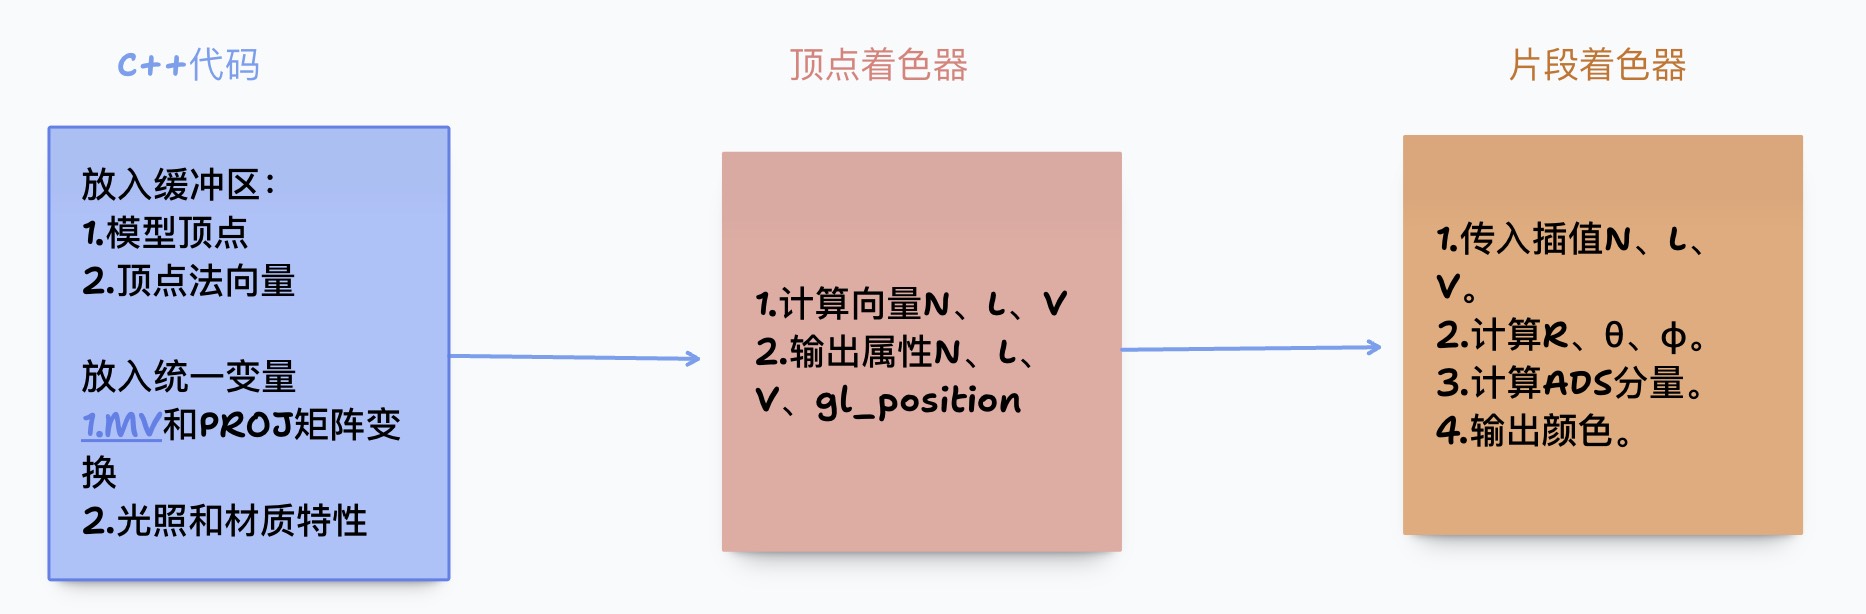 C++代码
放入缓冲区：
1.模型顶点
2.顶点法向量
放入统一变量
1.MV和PROJ矩阵变
换
2.光照和材质特性
顶点着色器
1.计算向量N、L、V
2.输出属性N、L、
V、gl_position
片段着色器
1.传入插值N、L、
V。
2.计算R、θ、φ。
3.计算ADS分量。
4.输出颜色。